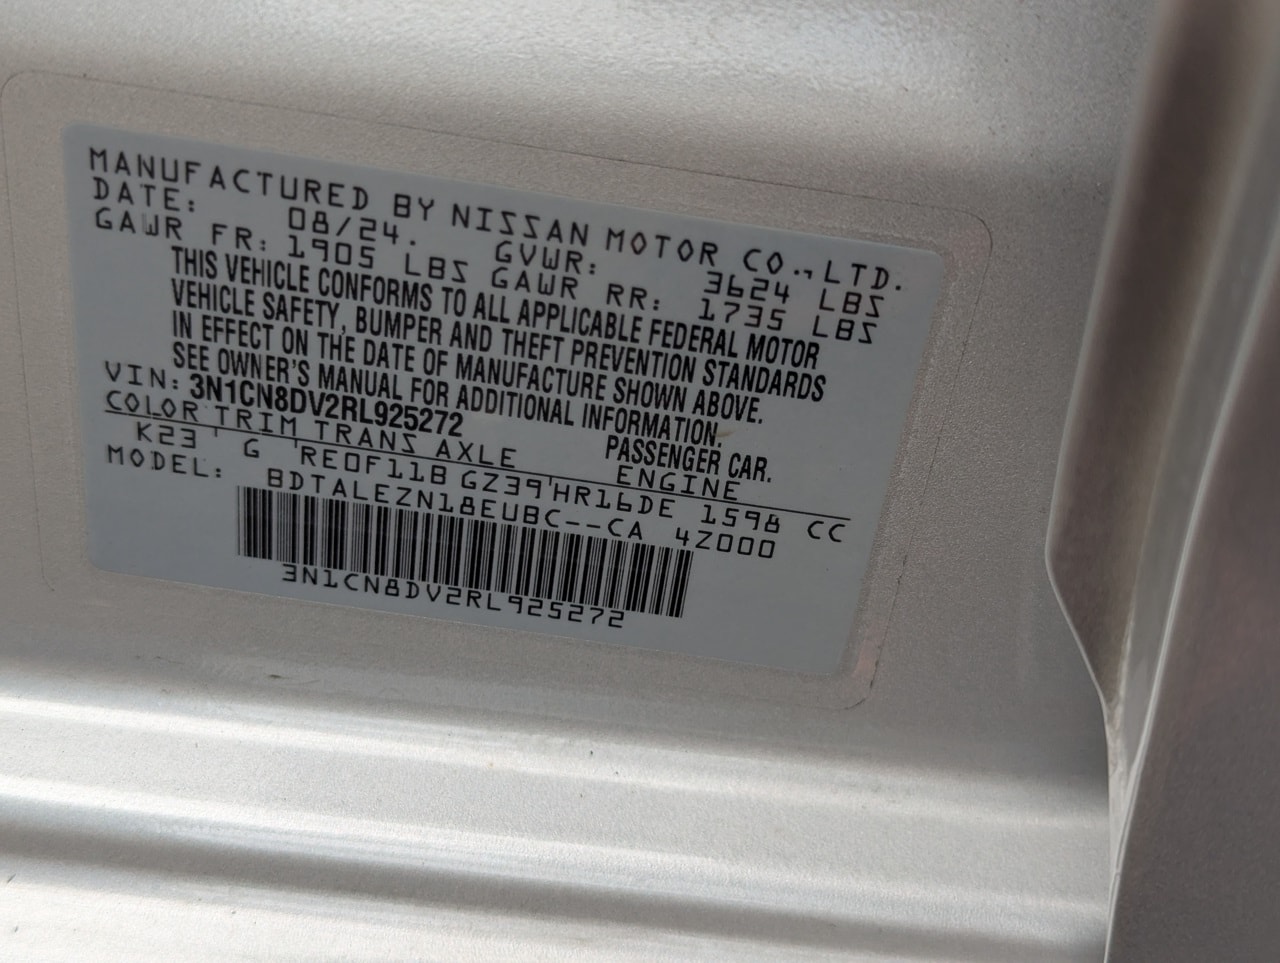 MANUFACTURED BY NISSAN MOTOR CO.,LTD.
DATE: 08/24. GVWR: 3624 LBS
GAWR FR: 1905 LBS GAWR RR: 1735 LBS
THIS VEHICLE CONFORMS TO ALL APPLICABLE FEDERAL MOTOR
VEHICLE SAFETY, BUMPER AND THEFT PREVENTION STANDARDS
IN EFFECT ON THE DATE OF MANUFACTURE SHOWN ABOVE.
SEE OWNER'S MANUAL FOR ADDITIONAL INFORMATION.
VIN: 3N1CN8DV2RL925272 PASSENGER CAR.
COLOR TRIM TRANS AXLE ENGINE
K23 ' G 'RE0F11B GZ39'HR16DE 1598 CC
MODEL: BDTALEZN18EUBC--CA 4Z000
3N1CN8DV2RL925272